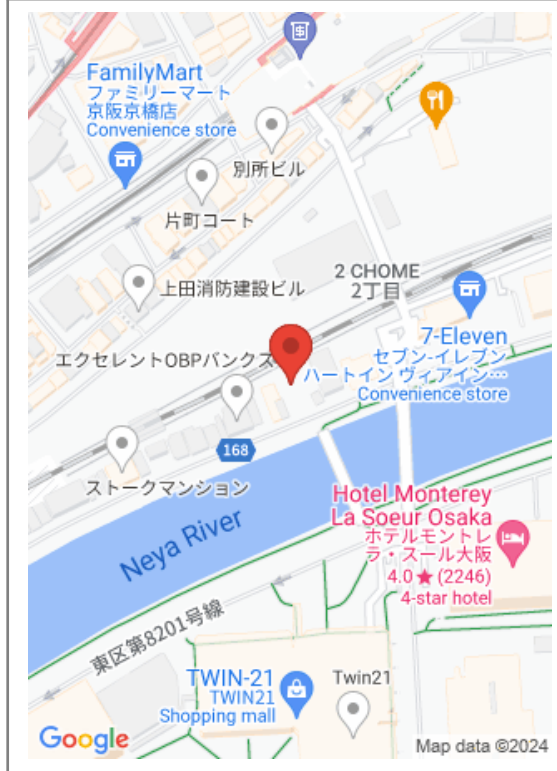 FamilyMart
ファミリーマート
京阪京橋店
Convenience store
別所ビル
片町コート
上田消防建設ビル
2 CHOME
2丁目
エクセレントOBPバンクス
7-Eleven
セブン-イレブン
ハートイン ヴィアイン…
Convenience store
168
ストークマンション
Neya River
Hotel Monterey
La Soeur Osaka
ホテルモントレ
ラ・スール大阪
4.0★(2246)
4-star hotel
東区第8201号線
TWIN-21
TWIN21
Shopping mall
Twin21
Google
Map data ©2024